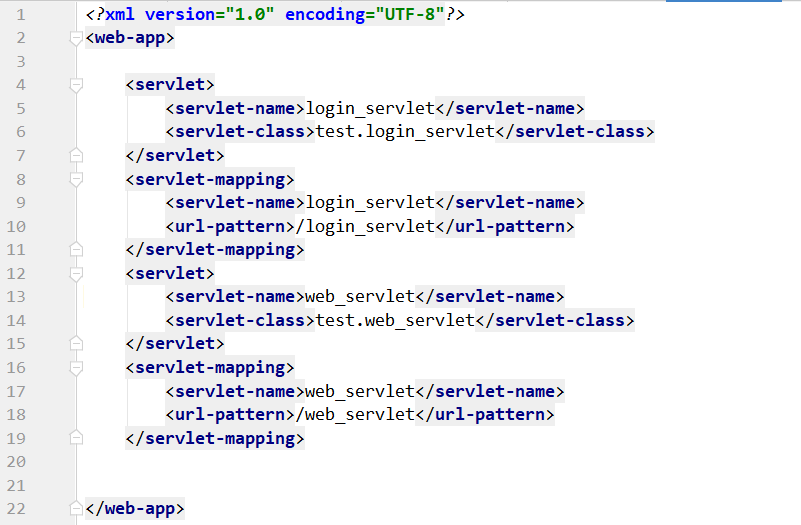 1 <?xml version="1.0" encoding="UTF-8"?>
2 <web-app>
3
4 <servlet>
5 <servlet-name>login_servlet</servlet-name>
6 <servlet-class>test.login_servlet</servlet-class>
7 </servlet>
8 <servlet-mapping>
9 <servlet-name>login_servlet</servlet-name>
10 <url-pattern>/login_servlet</url-pattern>
11 </servlet-mapping>
12 <servlet>
13 <servlet-name>web_servlet</servlet-name>
14 <servlet-class>test.web_servlet</servlet-class>
15 </servlet>
16 <servlet-mapping>
17 <servlet-name>web_servlet</servlet-name>
18 <url-pattern>/web_servlet</url-pattern>
19 </servlet-mapping>
20
21
22 </web-app>